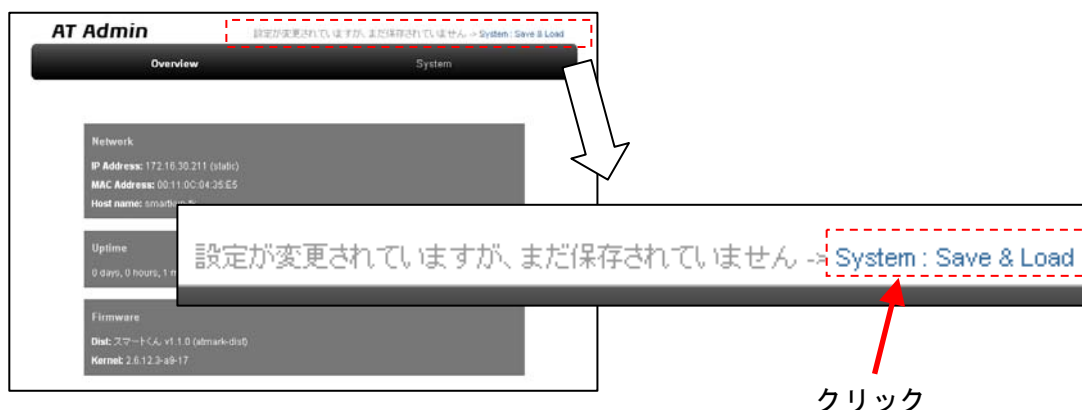 AT Admin
設定が変更されていますが、まだ保存されていません -> System : Save & Load
Overview
System
Network
IP Address: 172.16.30.211 (static)
MAC Address: 00:11:0C:04:35:E5
Host name:
Uptime
0 days, 0 hours, 1
Firmware
Dist: スマートくん v1.1.0 (atmark-dist)
Kernel: 2.6.12.3-a9-17
設定が変更されていますが、まだ保存されていません -> System : Save & Load
クリック